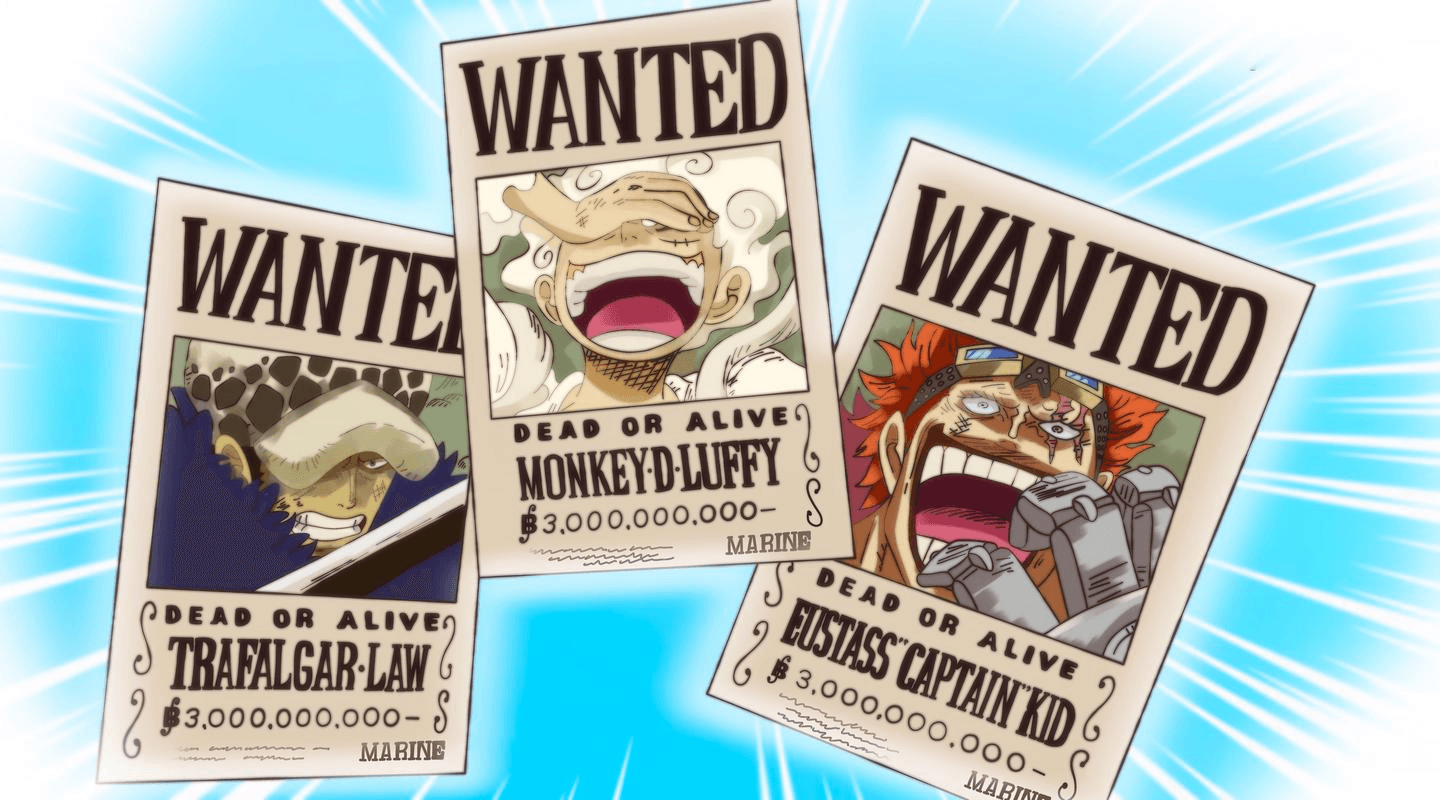 WANTE
DEAD OR ALIVE
TRAFALGAR·LAW
฿3,000,000,000-
MARINE
WANTED
DEAD OR ALIVE
MONKEY·D·LUFFY
฿3,000,000,000-
MARINE
WANTED
DEAD OR ALIVE
EUSTASS"CAPTAIN"KID
฿3,000,000,000-
MARINE